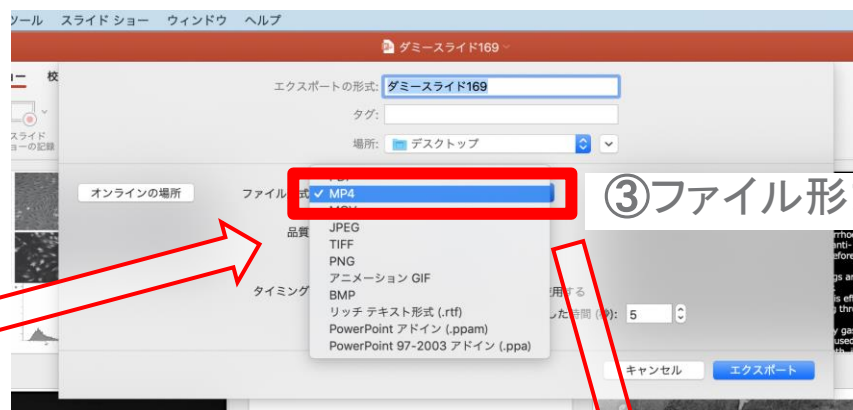 ツール スライド ショー ウィンドウ ヘルプ
ダミースライド169
校
エクスポートの形式: ダミースライド169
タグ:
スライド
ョーの記録
場所: デスクトップ
オンラインの場所
ファイル 式 ✓ MP4
③ファイル形
品質
JPEG
TIFF
PNG
アニメーション GIF
タイミング
BMP
使用する
リッチ テキスト形式 (.rtf)
した時間 (秒): 5
PowerPoint アドイン (.ppam)
PowerPoint 97-2003 アドイン (.ppa)
キャンセル エクスポート